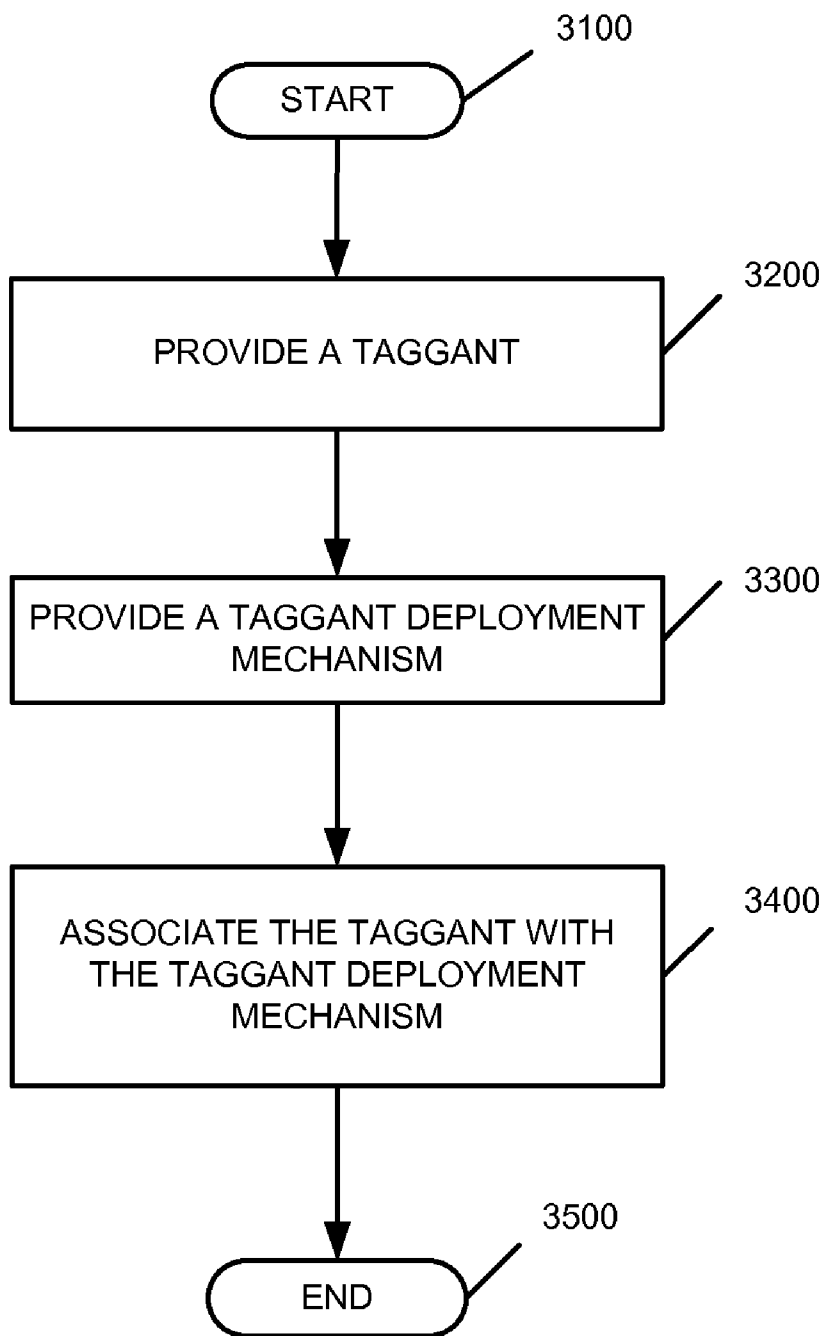 3100
START
3200
PROVIDE A TAGGANT
3300
PROVIDE A TAGGANT DEPLOYMENT
MECHANISM
3400
ASSOCIATE THE TAGGANT WITH
THE TAGGANT DEPLOYMENT
MECHANISM
3500
END